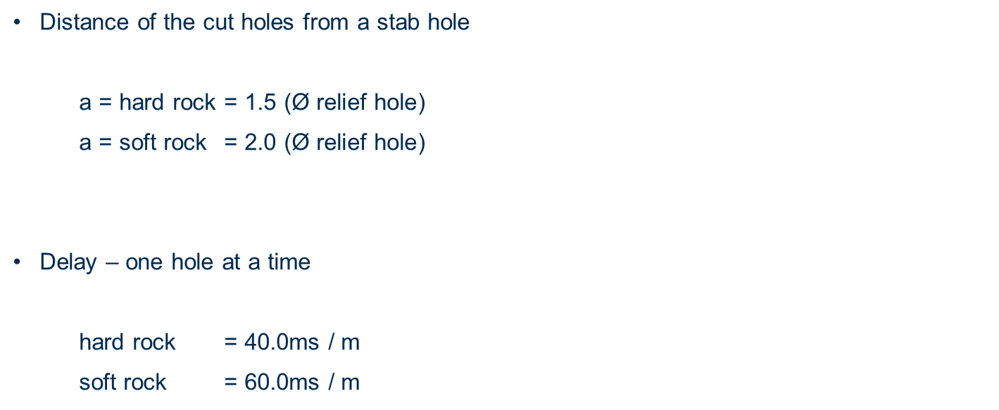 • Distance of the cut holes from a stab hole
a = hard rock = 1.5 (Ø relief hole)
a = soft rock = 2.0 (Ø relief hole)
• Delay – one hole at a time
hard rock = 40.0ms / m
soft rock = 60.0ms / m